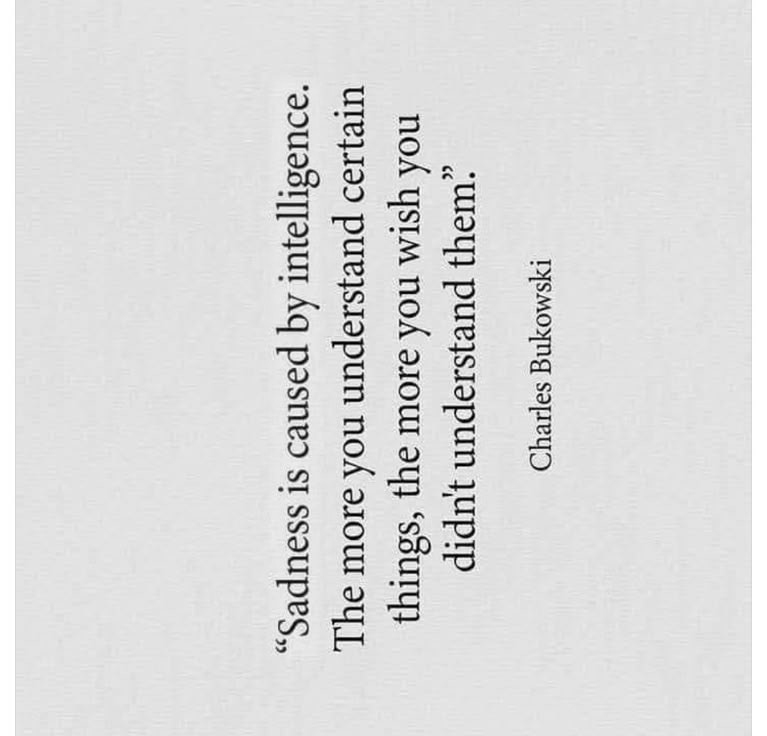 “Sadness is caused by intelligence.
The more you understand certain
things, the more you wish you
didn't understand them.”
Charles Bukowski